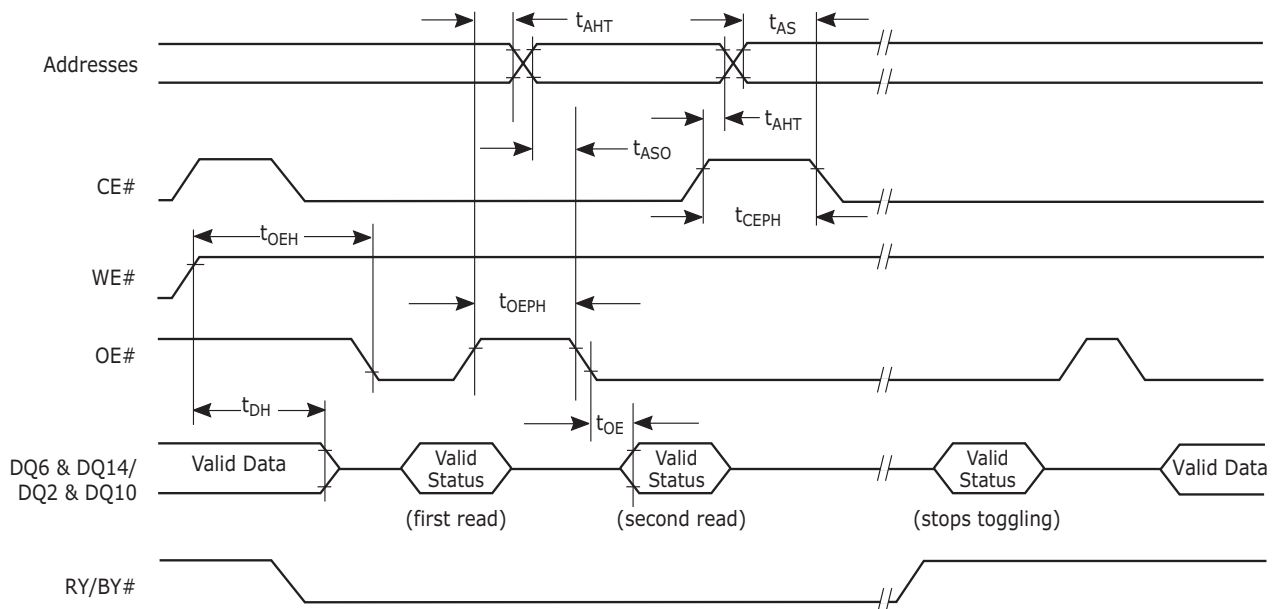 tAHT
tAS
Addresses
tAHT
tASO
CE#
tCEPH
tOEH
WE#
tOEPH
OE#
tDH
tOE
DQ6 & DQ14/
DQ2 & DQ10
Valid Data
Valid
Status
Valid
Status
Valid
Status
Valid Data
(first read)
(second read)
(stops toggling)
RY/BY#